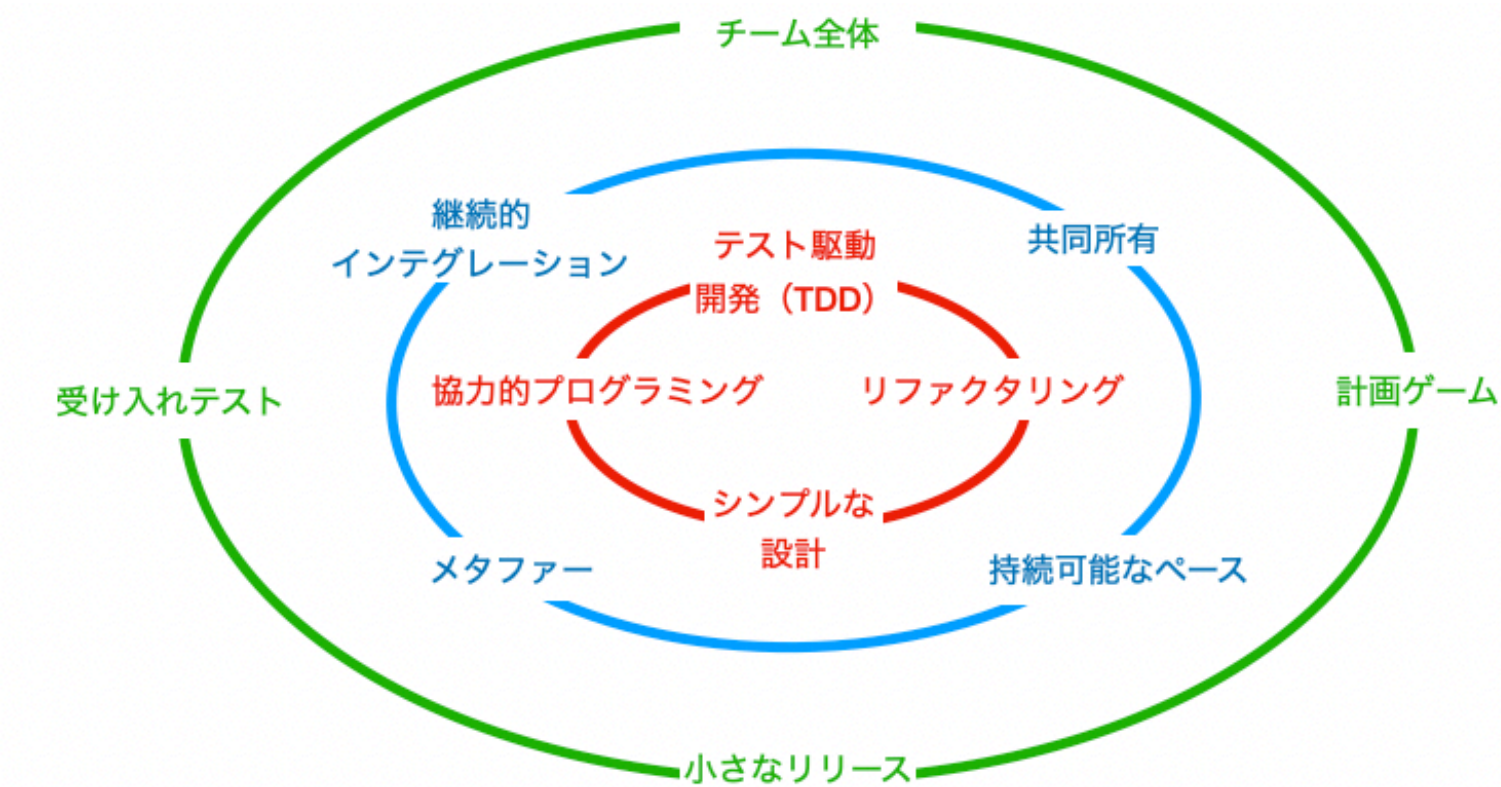 チーム全体
継続的
インテグレーション
共同所有
テスト駆動
開発（TDD）
受け入れテスト
協力的プログラミング
リファクタリング
計画ゲーム
シンプルな
設計
メタファー
持続可能なペース
小さなリリース